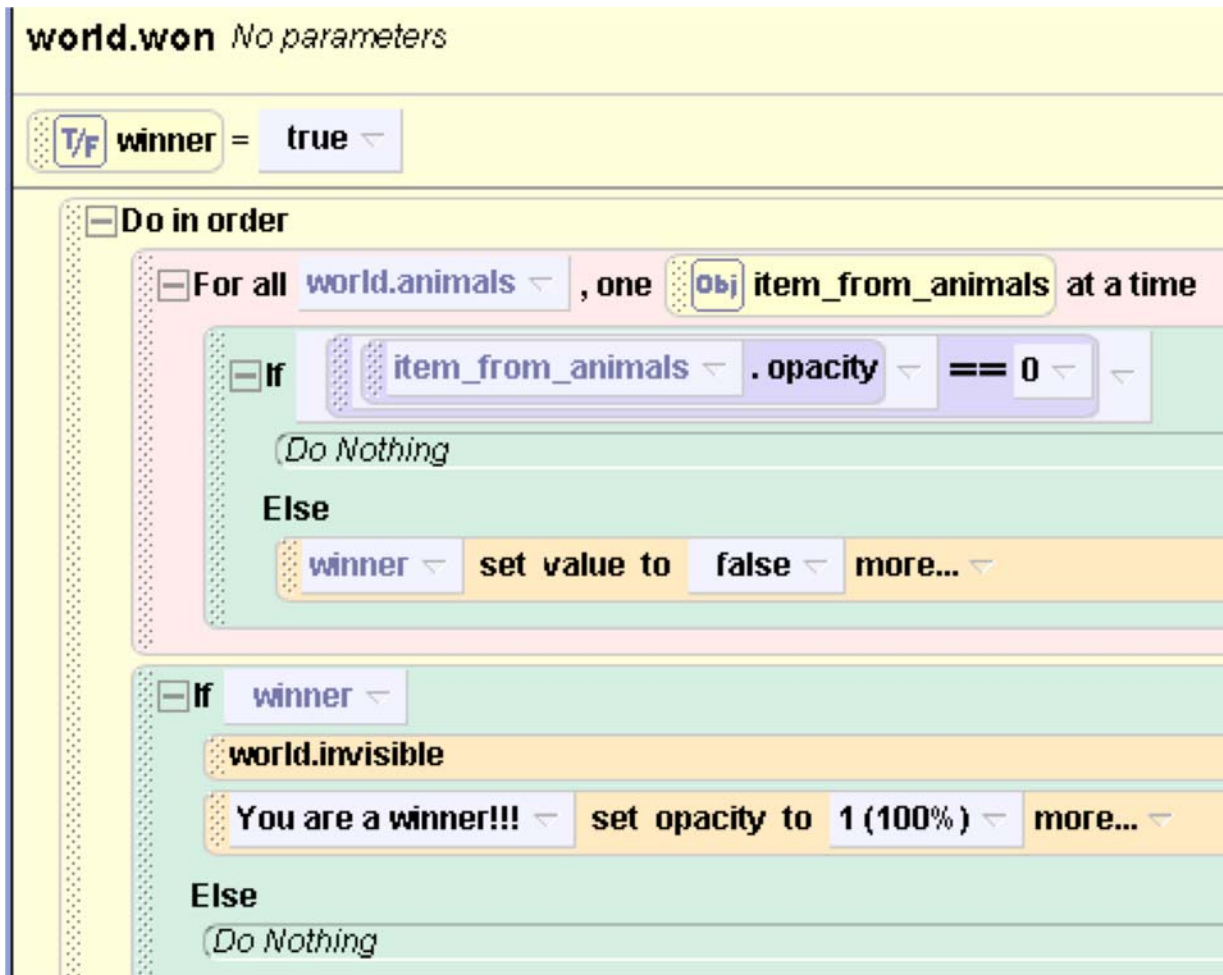 world.won No parameters
T/F winner = true
Do in order
For all world.animals , one Obj item_from_animals at a time
If item_from_animals . opacity == 0
(Do Nothing
Else
winner set value to false more...
If winner
world.invisible
You are a winner!!! set opacity to 1 (100%) more...
Else
(Do Nothing